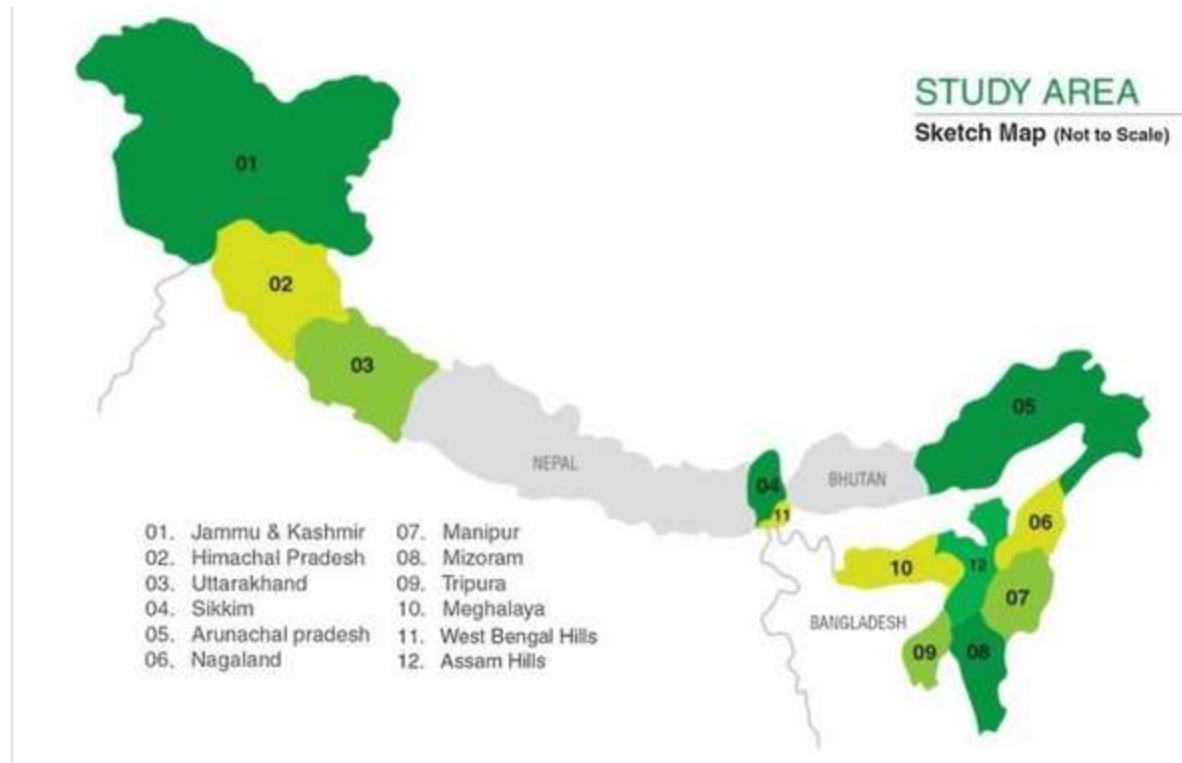 STUDY AREA
Sketch Map (Not to Scale)
01
02
03
NEPAL
04
11
BHUTAN
05
06
10
12
07
BANGLADESH
09
08
01. Jammu & Kashmir
02. Himachal Pradesh
03. Uttarakhand
04. Sikkim
05. Arunachal pradesh
06. Nagaland
07. Manipur
08. Mizoram
09. Tripura
10. Meghalaya
11. West Bengal Hills
12. Assam Hills